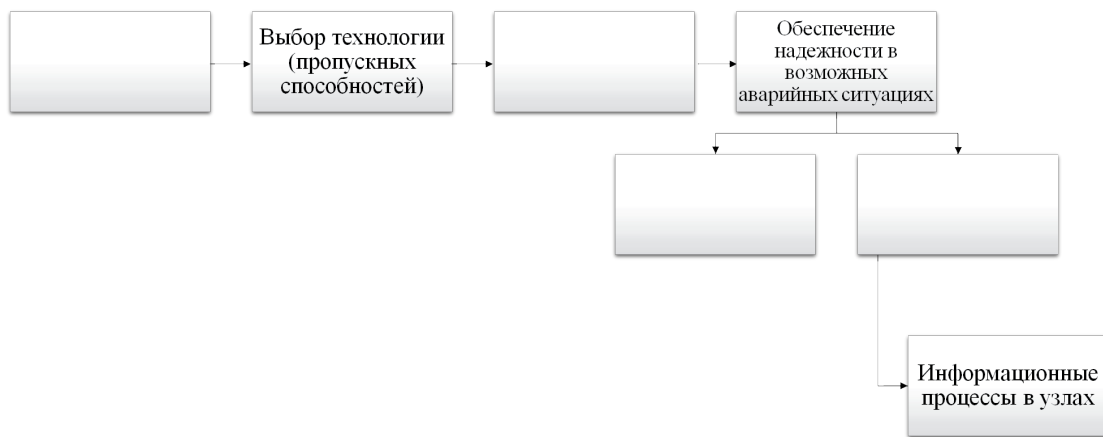 Выбор технологии
(пропускных
способностей)
Обеспечение
надежности в
возможных
аварийных ситуациях
Информационные
процессы в узлах